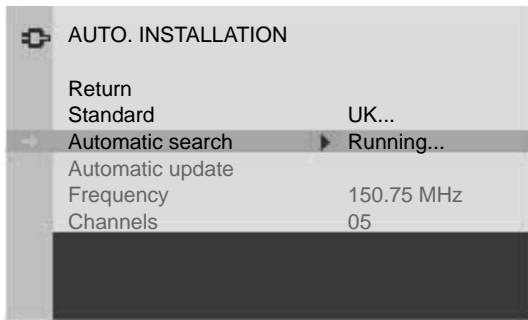 AUTO. INSTALLATION
Return
Standard UK...
Automatic search Running...
Automatic update
Frequency 150.75 MHz
Channels 05